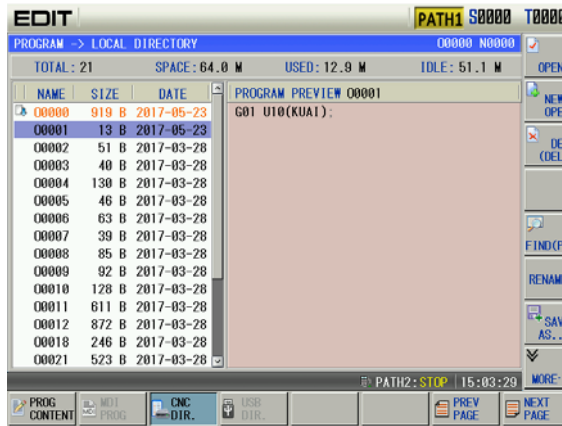 EDIT
PATH1 S0000 T000
PROGRAM -> LOCAL DIRECTORY O0000 N0000
TOTAL: 21 SPACE: 64.0 M USED: 12.9 M IDLE: 51.1 M
NAME SIZE DATE
O0000 919 B 2017-05-23
O0001 13 B 2017-05-23
O0002 51 B 2017-03-28
O0003 40 B 2017-03-28
O0004 130 B 2017-03-28
O0005 46 B 2017-03-28
O0006 63 B 2017-03-28
O0007 39 B 2017-03-28
O0008 85 B 2017-03-28
O0009 92 B 2017-03-28
O0010 128 B 2017-03-28
O0011 611 B 2017-03-28
O0012 872 B 2017-03-28
O0018 246 B 2017-03-28
O0021 523 B 2017-03-28
PROGRAM PREVIEW O0001
G01 U10(KUAI);
OPEN
NEW
OPE
DE
(DEL
FIND(F
RENAM
SAV
AS..
MORE
PATH2:STOP 15:03:29
PROG
CONTENT
MDI
PROG
CNC
DIR.
USB
DIR.
PREV
PAGE
NEXT
PAGE